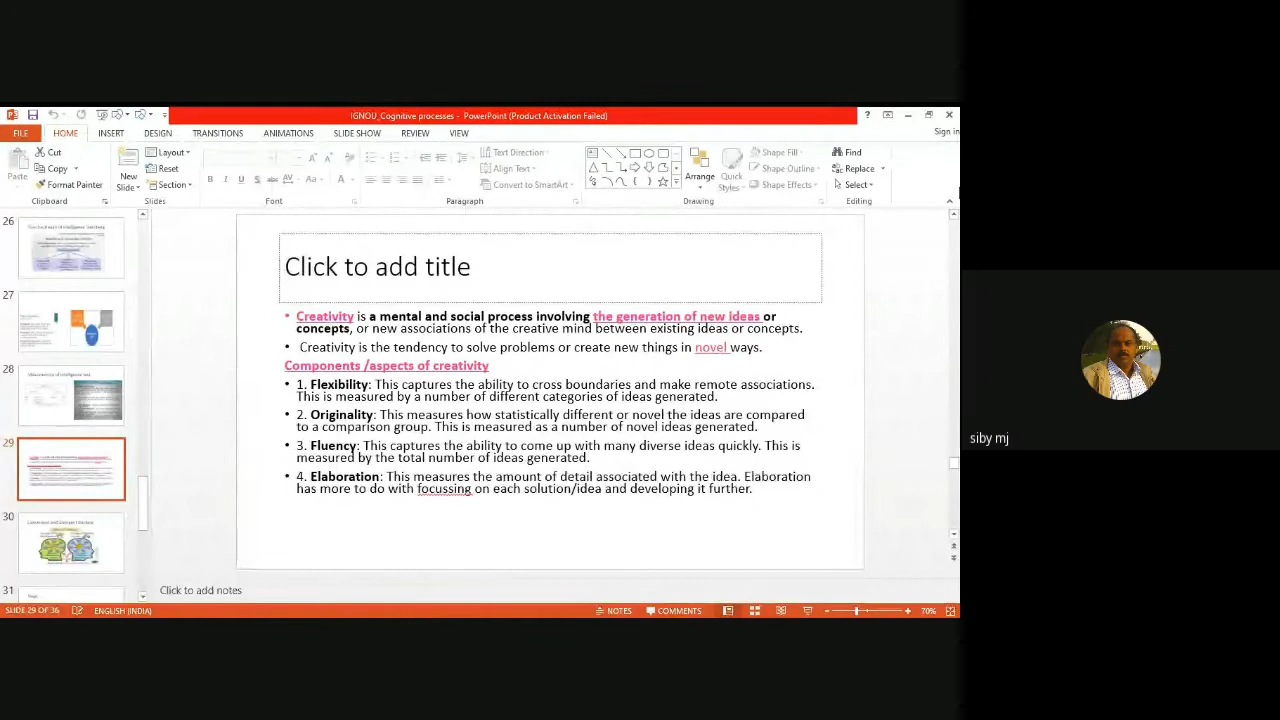 IGNOU_Cognitive processes - PowerPoint (Product Activation Failed)
FILE HOME INSERT DESIGN TRANSITIONS ANIMATIONS SLIDE SHOW REVIEW VIEW Sign in
Cut Layout Text Direction Shape Fill Find
Copy Reset Align Text Shape Outline Replace
Paste Format Painter New Slide Section Convert to SmartArt Arrange Quick Styles Shape Effects Select
Clipboard Slides Font Paragraph Drawing Editing
26
27
28
29
30
31
Click to add title
• Creativity is a mental and social process involving the generation of new ideas or
concepts, or new associations of the creative mind between existing ideas or concepts.
• Creativity is the tendency to solve problems or create new things in novel ways.
Components /aspects of creativity
• 1. Flexibility: This captures the ability to cross boundaries and make remote associations.
This is measured by a number of different categories of ideas generated.
• 2. Originality: This measures how statistically different or novel the ideas are compared
to a comparison group. This is measured as a number of novel ideas generated.
• 3. Fluency: This captures the ability to come up with many diverse ideas quickly. This is
measured by the total number of ideas generated.
• 4. Elaboration: This measures the amount of detail associated with the idea. Elaboration
has more to do with focussing on each solution/idea and developing it further.
Click to add notes
SLIDE 29 OF 36 ENGLISH (INDIA) NOTES COMMENTS 70%
siby mj